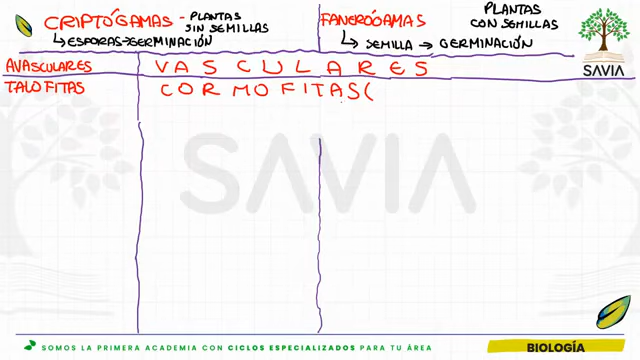 CRIPTÓGAMAS - PLANTAS SIN SEMILLAS
↳ESPORAS→GERMINACIÓN
FANERÓGAMAS
PLANTAS CON SEMILLAS
↳ SEMILLA → GERMINACIÓN
SAVIA
AVASCULARES
VASCULARES
TALOFITAS
CORMOFITAS(
SAVIA
SOMOS LA PRIMERA ACADEMIA CON CICLOS ESPECIALIZADOS PARA TU ÁREA
BIOLOGÍA